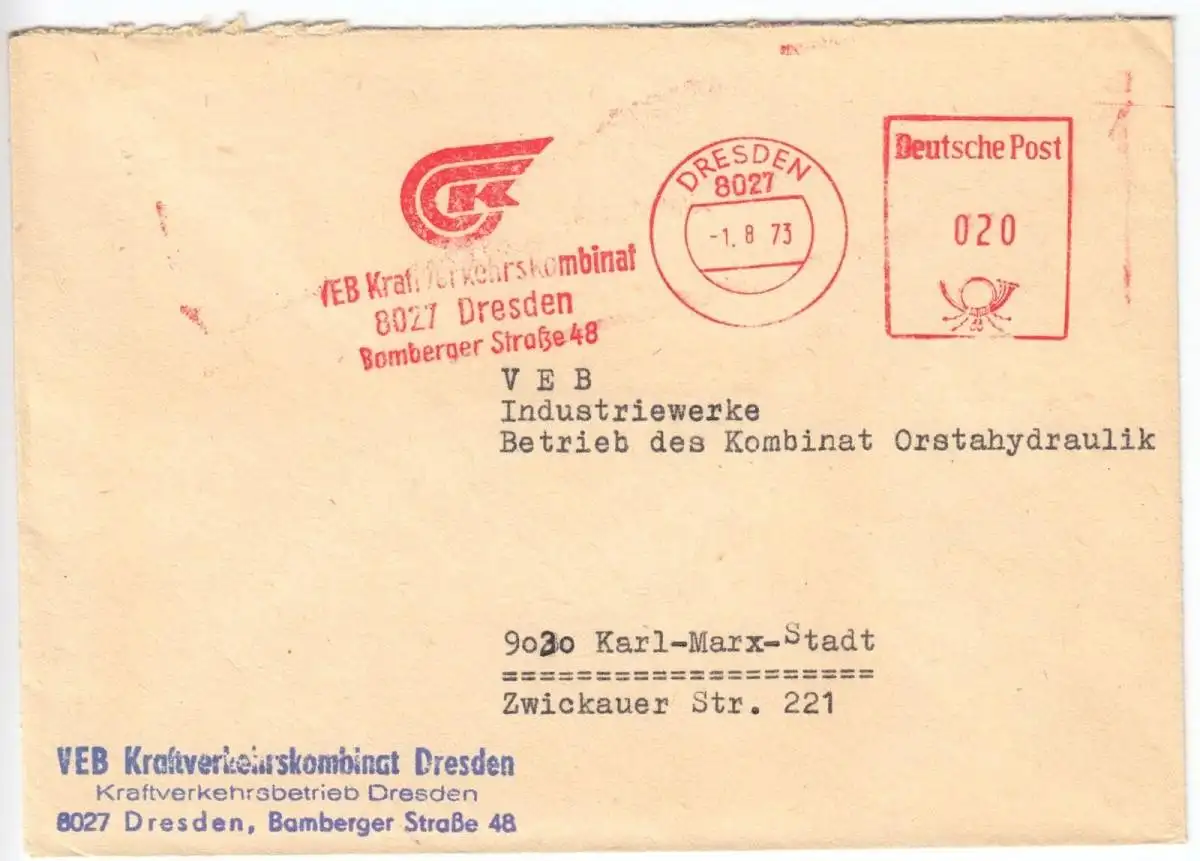 K
VEB Kraftverkehrskombinat
8027 Dresden
Bamberger Straße 48
DRESDEN
8027
-1. 8 73
Deutsche Post
020
V E B
Industriewerke
Betrieb des Kombinat Orstahydraulik
9030 Karl-Marx-Stadt
====================
Zwickauer Str. 221
VEB Kraftverkehrskombinat Dresden
Kraftverkehrsbetrieb Dresden
8027 Dresden, Bamberger Straße 48